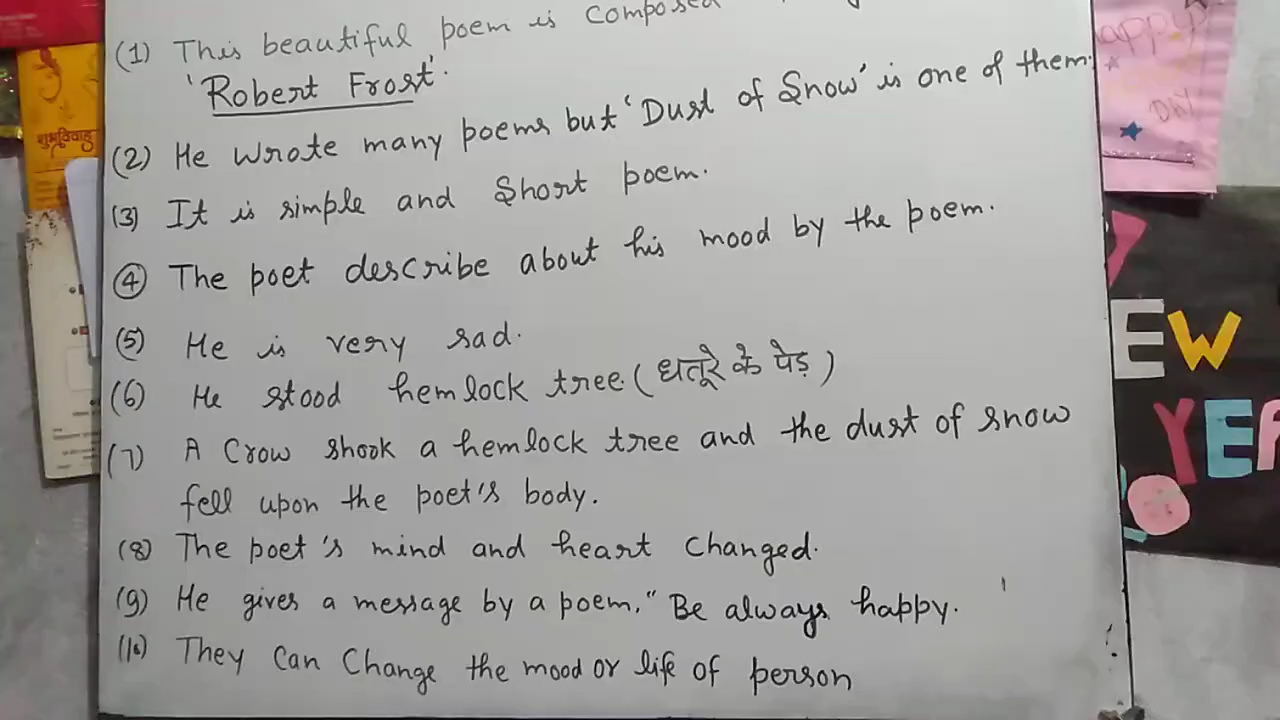 (1) This beautiful poem is composed
'Robert Frost'.
(2) He wrote many poems but 'Dust of Snow' is one of them.
(3) It is simple and Short poem.
(4) The poet describe about his mood by the poem.
(5) He is very sad.
(6) He stood hemlock tree. (धतूरे के पेड़)
(7) A Crow shook a hemlock tree and the dust of snow
fell upon the poet's body.
(8) The poet's mind and heart changed.
(9) He gives a message by a poem. " Be always happy.
(10) They Can Change the mood or life of person
शुभविवाह
appy
DAY
EW
YEA